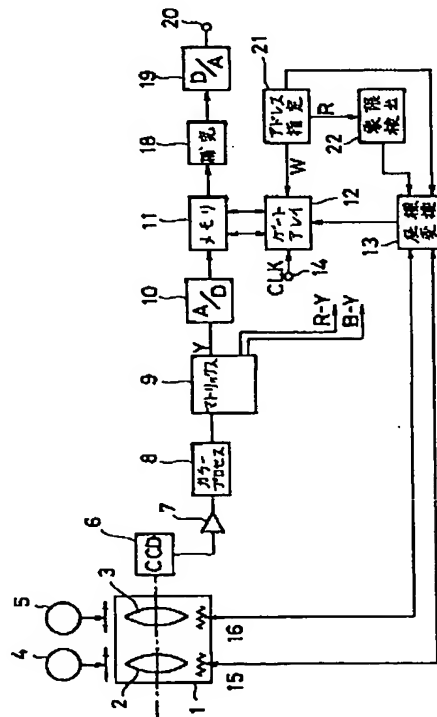 20
D/A
19
補完
18
メモリ
11
A/D
10
Y
マトリックス
9
カラー
プロセス
8
7
CCD
6
R-Y
B-Y
アドレス
指定
21
R
象限
検出
22
W
ゲート
アレイ
12
CLK
14
座標
変換
13
5
4
3
2
1
16
15